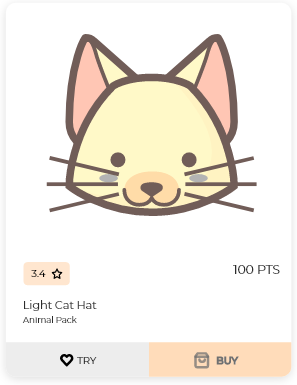 3.4
100 PTS
Light Cat Hat
Animal Pack
TRY
BUY